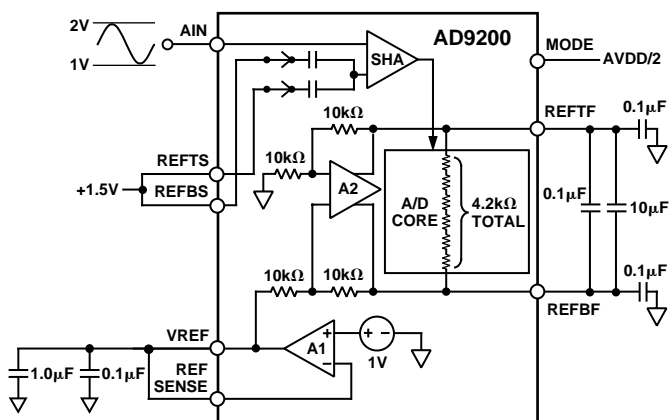 2V
1V
AIN
AD9200
SHA
MODE
AVDD/2
10kΩ
REFTF
0.1μF
REFTS
10kΩ
+1.5V
REFBS
A2
A/D
CORE
4.2kΩ
TOTAL
0.1μF
10μF
10kΩ
10kΩ
0.1μF
REFBF
VREF
A1
+
−
+ −
1V
1.0μF
0.1μF
REF
SENSE